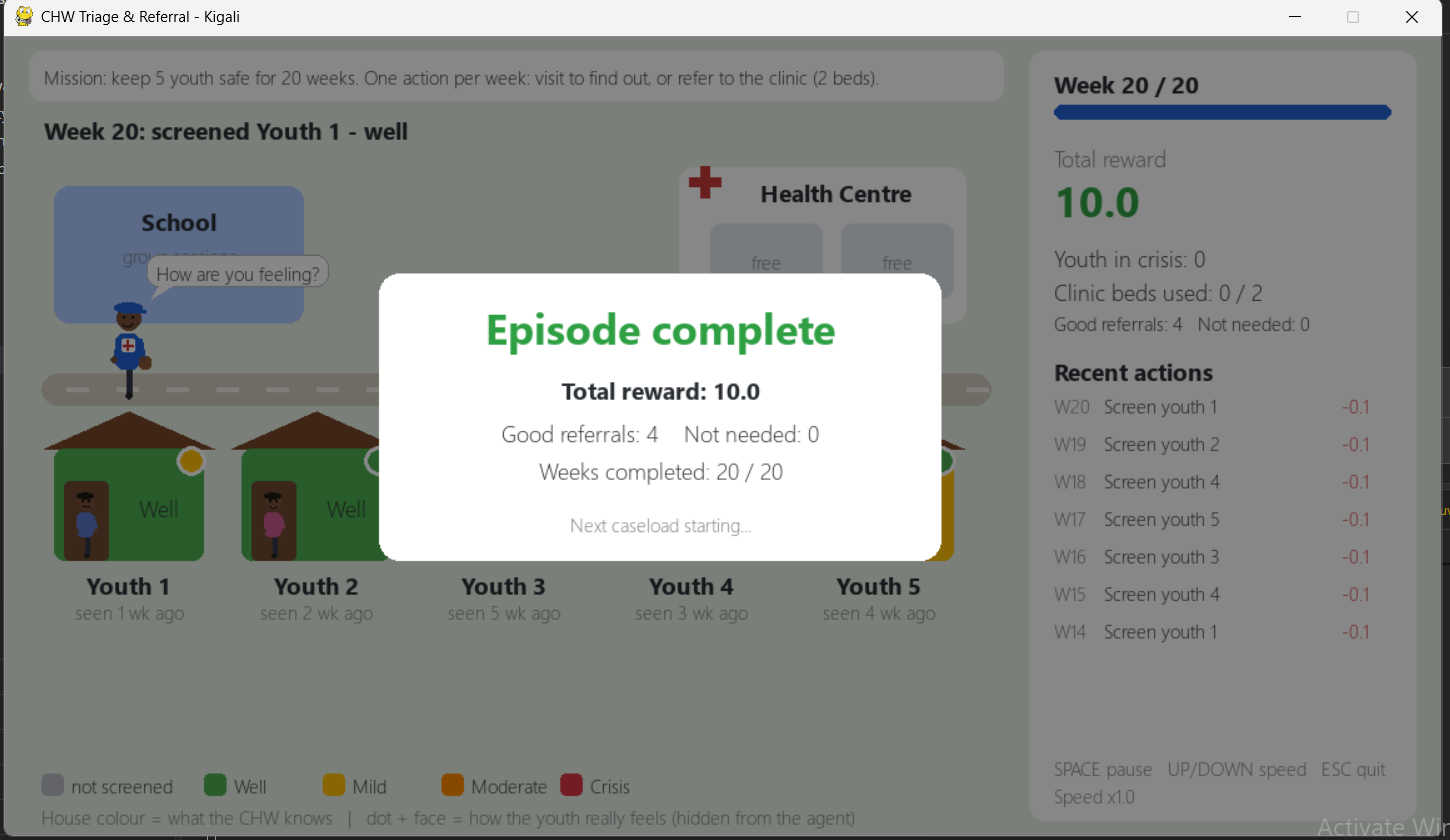 CHW Triage & Referral - Kigali
Mission: keep 5 youth safe for 20 weeks. One action per week: visit to find out, or refer to the clinic (2 beds).
Week 20: screened Youth 1 - well
School
How are you feeling?
Health Centre
free free
Episode complete
Total reward: 10.0
Good referrals: 4 Not needed: 0
Weeks completed: 20 / 20
Next caseload starting...
Well Well
Youth 1 Youth 2 Youth 3 Youth 4 Youth 5
seen 1 wk ago seen 2 wk ago seen 5 wk ago seen 3 wk ago seen 4 wk ago
not screened Well Mild Moderate Crisis
House colour = what the CHW knows | dot + face = how the youth really feels (hidden from the agent)
Week 20 / 20
Total reward
10.0
Youth in crisis: 0
Clinic beds used: 0 / 2
Good referrals: 4 Not needed: 0
Recent actions
W20 Screen youth 1 -0.1
W19 Screen youth 2 -0.1
W18 Screen youth 4 -0.1
W17 Screen youth 5 -0.1
W16 Screen youth 3 -0.1
W15 Screen youth 4 -0.1
W14 Screen youth 1 -0.1
SPACE pause UP/DOWN speed ESC quit
Speed x1.0
Activate